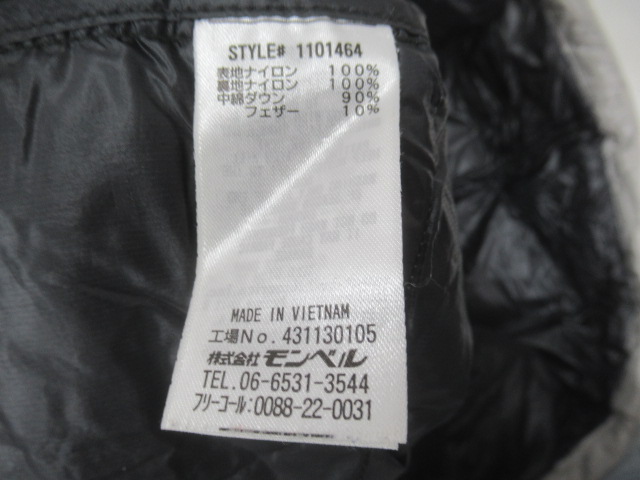 STYLE# 1101464
表地ナイロン 100%
裏地ナイロン 100%
中綿ダウン 90%
フェザー 10%
MADE IN VIETNAM
工場No. 431130105
株式会社モンベル
TEL.06-6531-3544
フリーコール:0088-22-0031